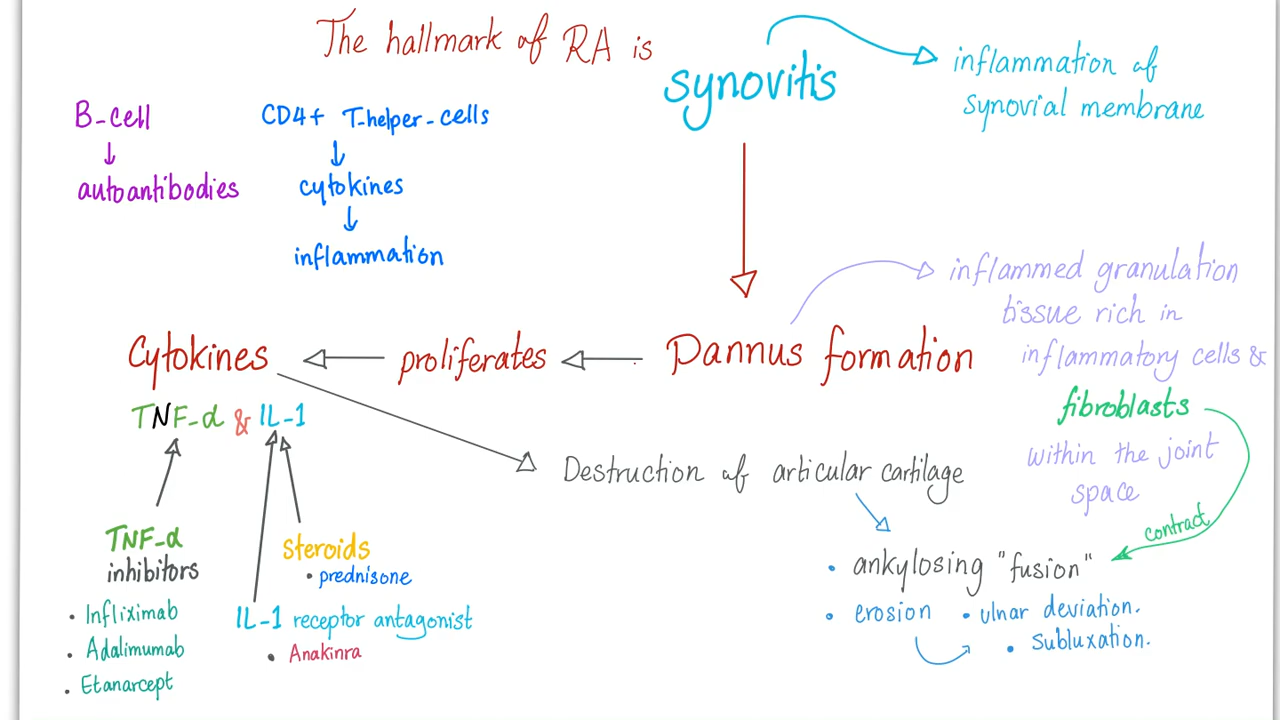 The hallmark of RA is
synovitis
inflammation of
synovial membrane
B-cell
↓
autoantibodies
CD4+ T-helper-cells
↓
cytokines
↓
inflammation
inflammed granulation
tissue rich in
inflammatory cells &
fibroblasts
within the joint
space
contract
Pannus formation
proliferates
Cytokines
TNF-α & IL-1
Destruction of articular cartilage
• ankylosing "fusion"
• erosion
• ulnar deviation.
• subluxation.
TNF-α
inhibitors
• Infliximab
• Adalimumab
• Etanarcept
Steroids
• prednisone
IL-1 receptor antagonist
• Anakinra